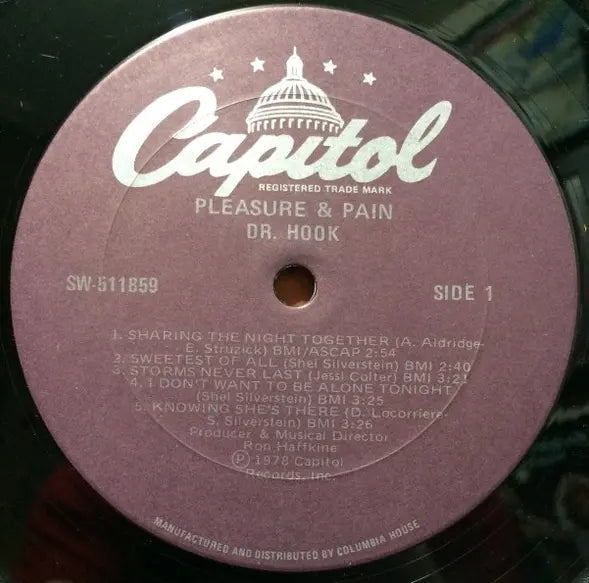 Capitol
REGISTERED TRADE MARK
PLEASURE & PAIN
DR. HOOK
SW-511859
SIDE 1
1. SHARING THE NIGHT TOGETHER (A. Aldridge-
E. Struzick) BMI/ASCAP 2:54
2. SWEETEST OF ALL (Shel Silverstein) BMI 2:40
3. STORMS NEVER LAST (Jessi Colter) BMI 3:21
4. I DON'T WANT TO BE ALONE TONIGHT
(Shel Silverstein) BMI 3:25
5. KNOWING SHE'S THERE (D. Locorriere-
S. Silverstein) BMI 3:26
Producer & Musical Director
Ron Haffkine
Ⓟ 1978 Capitol
Records, Inc.
MANUFACTURED AND DISTRIBUTED BY COLUMBIA HOUSE